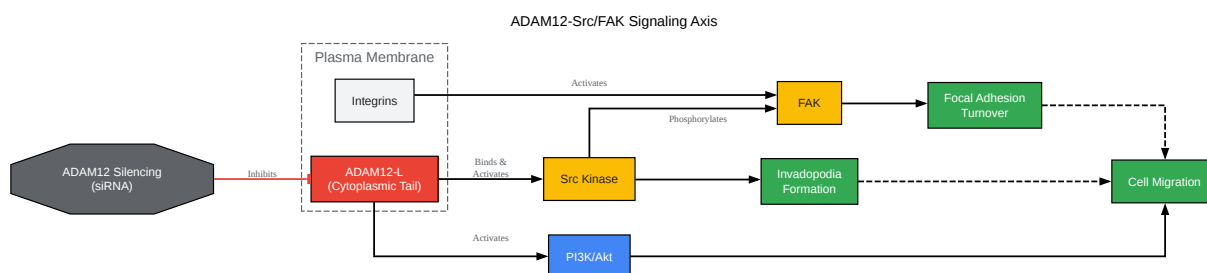 ADAM12-Src/FAK Signaling Axis
Plasma Membrane
Integrins
Activates
FAK
Focal Adhesion
Turnover
Phosphorylates
ADAM12 Silencing
(siRNA)
Inhibits
ADAM12-L
(Cytoplasmic Tail)
Binds &
Activates
Src Kinase
Invadopodia
Formation
Cell Migration
Activates
PI3K/Akt